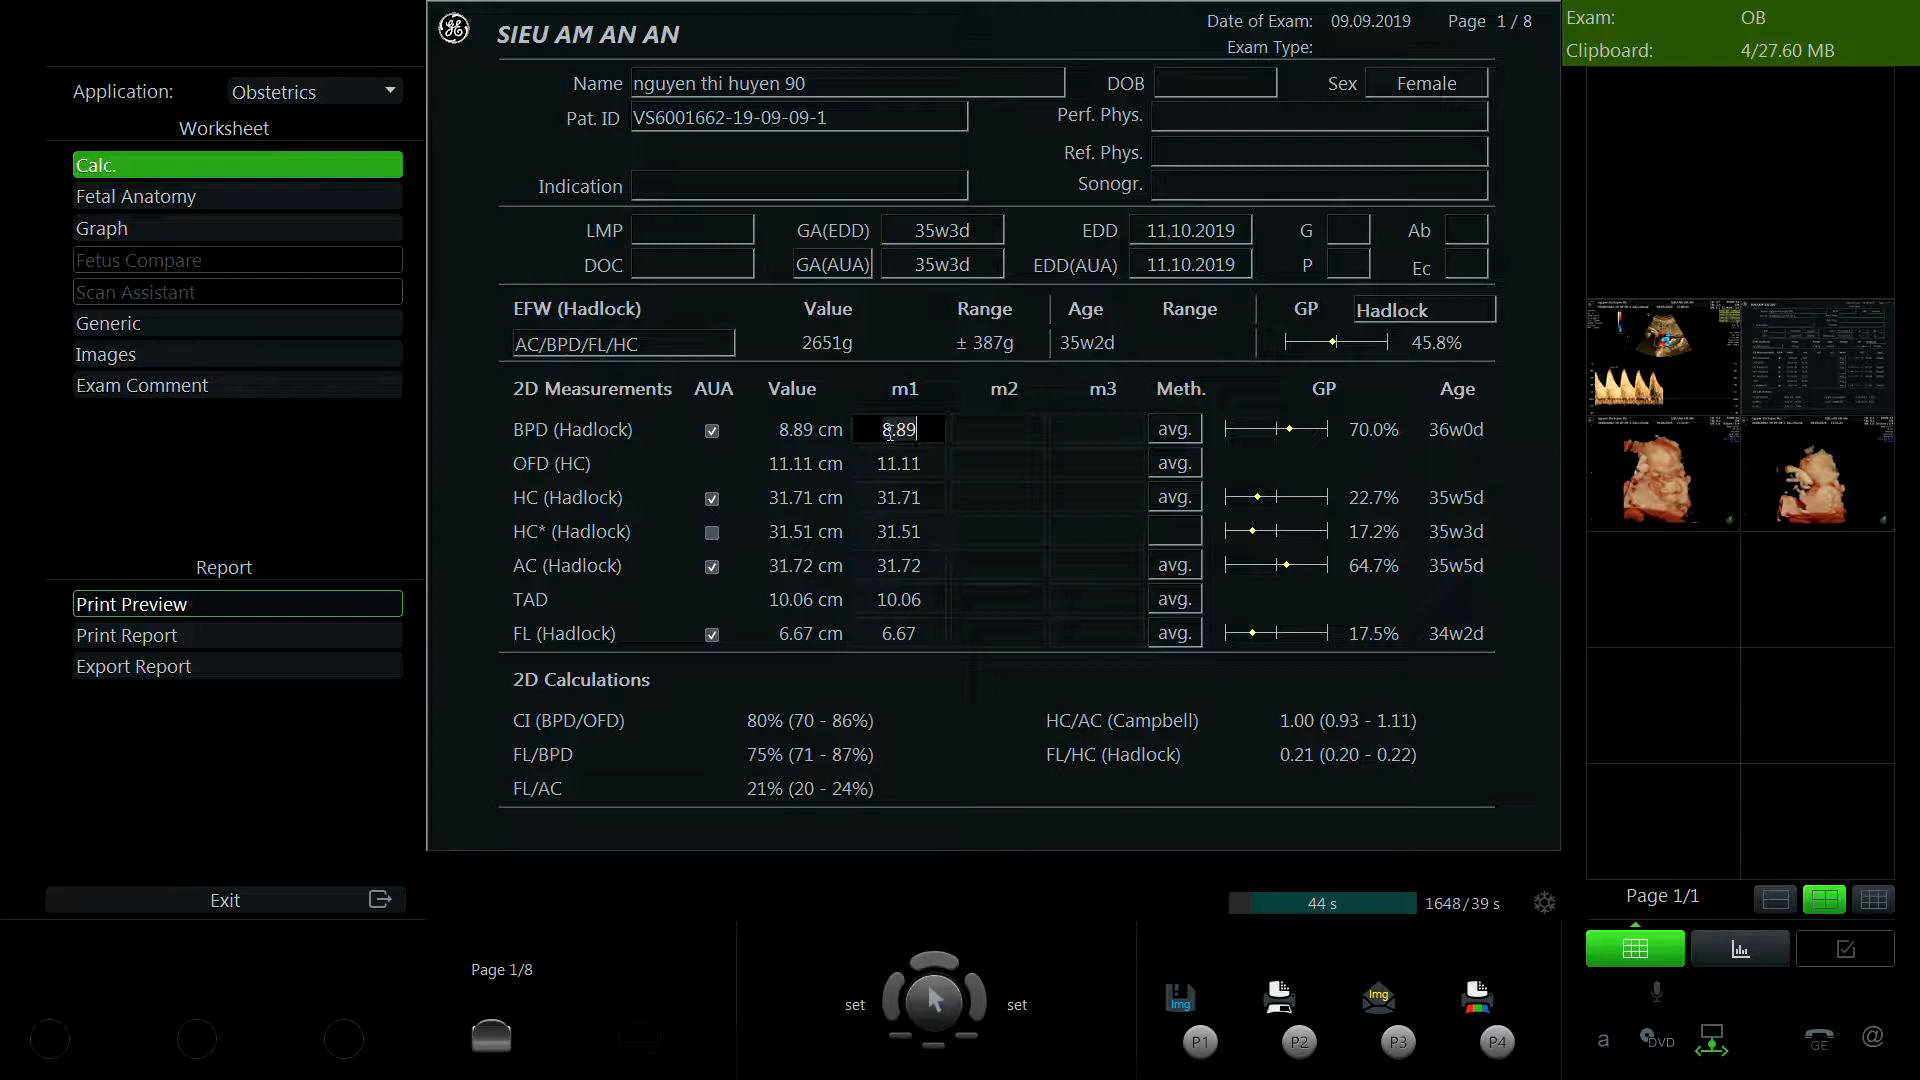 SIEU AM AN AN
Date of Exam: 09.09.2019 Page 1 / 8
Exam Type:
Exam: OB
Clipboard: 4/27.60 MB
Application: Obstetrics
Worksheet
Calc.
Fetal Anatomy
Graph
Fetus Compare
Scan Assistant
Generic
Images
Exam Comment
Report
Print Preview
Print Report
Export Report
Exit
Name nguyen thi huyen 90 DOB Sex Female
Pat. ID VS6001662-19-09-09-1 Perf. Phys.
Ref. Phys.
Indication Sonogr.
LMP GA(EDD) 35w3d EDD 11.10.2019 G Ab
DOC GA(AUA) 35w3d EDD(AUA) 11.10.2019 P Ec
EFW (Hadlock) Value Range Age Range GP Hadlock
AC/BPD/FL/HC 2651g ± 387g 35w2d 45.8%
2D Measurements AUA Value m1 m2 m3 Meth. GP Age
BPD (Hadlock) 8.89 cm 8.89 avg. 70.0% 36w0d
OFD (HC) 11.11 cm 11.11 avg.
HC (Hadlock) 31.71 cm 31.71 avg. 22.7% 35w5d
HC* (Hadlock) 31.51 cm 31.51 17.2% 35w3d
AC (Hadlock) 31.72 cm 31.72 avg. 64.7% 35w5d
TAD 10.06 cm 10.06 avg.
FL (Hadlock) 6.67 cm 6.67 avg. 17.5% 34w2d
2D Calculations
CI (BPD/OFD) 80% (70 - 86%) HC/AC (Campbell) 1.00 (0.93 - 1.11)
FL/BPD 75% (71 - 87%) FL/HC (Hadlock) 0.21 (0.20 - 0.22)
FL/AC 21% (20 - 24%)
44 s 1648/39 s
Page 1/1
Page 1/8
set set
Img Img
P1 P2 P3 P4
a DVD GE @